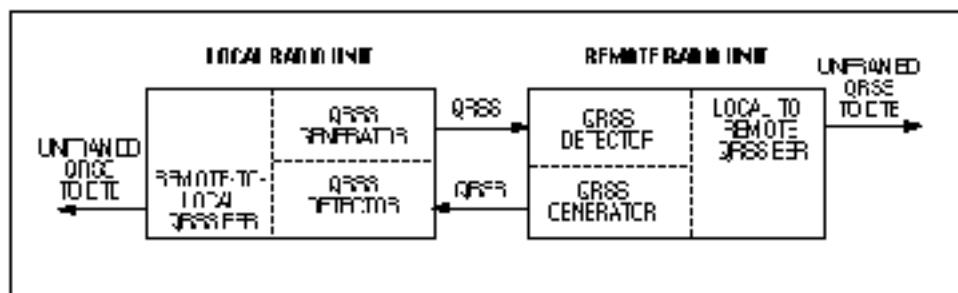 LOCAL RADIO UNIT
REMOTE RADIO UNIT
UNFRAMED
QRSS
TO DTE
QRSS
GENERATOR
QRSS
QRSS
DETECTOR
LOCAL TO
REMOTE
QRSS BER
UNFRAMED
QRSS
TO DTE
REMOTE-TO-
LOCAL
QRSS BER
QRSS
DETECTOR
QRSS
QRSS
GENERATOR